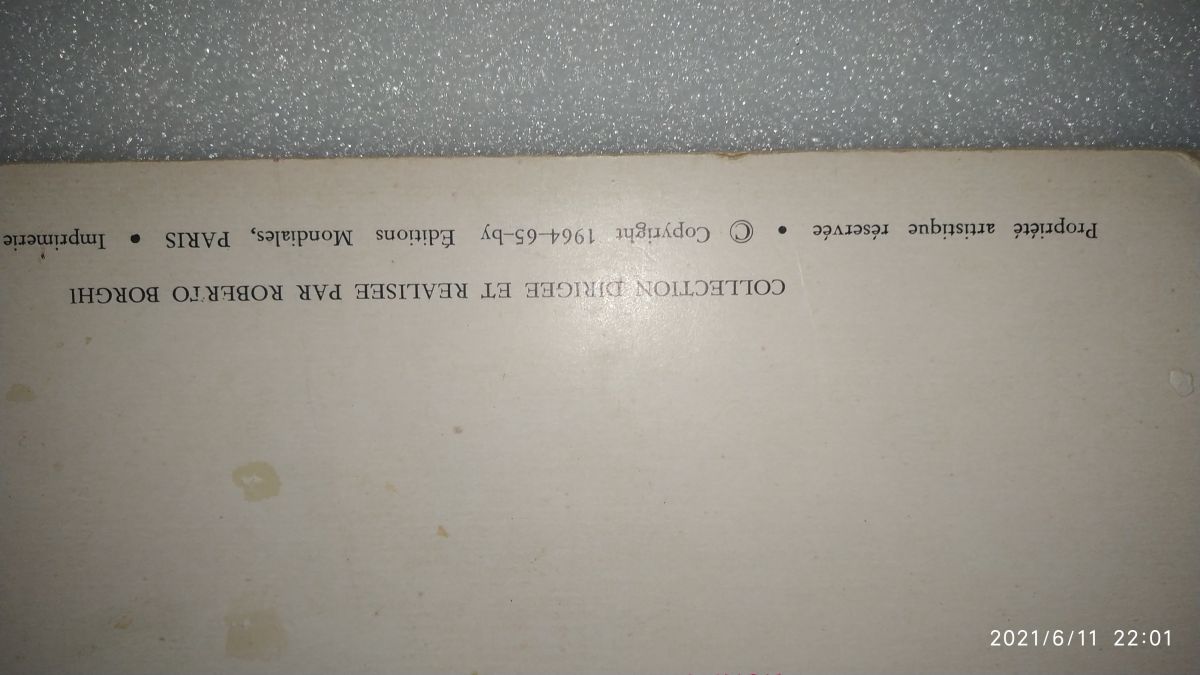 COLLECTION DIRIGEE ET REALISEE PAR ROBERTO BORGHI
Propriété artistique réservée • © Copyright 1964-65-by Éditions Mondiales, PARIS • Imprimerie
2021/6/11 22:01